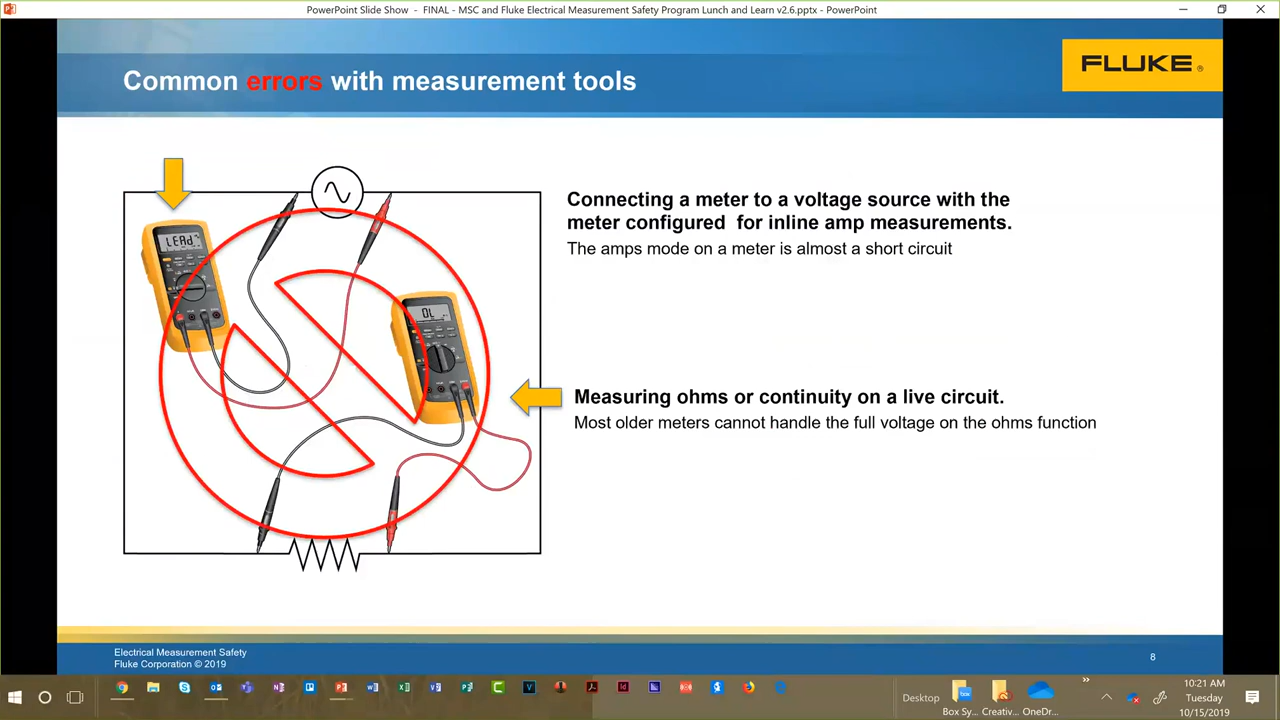 PowerPoint Slide Show - FINAL - MSC and Fluke Electrical Measurement Safety Program Lunch and Learn v2.6.pptx - PowerPoint
Common errors with measurement tools
FLUKE®
LEAd
Connecting a meter to a voltage source with the
meter configured for inline amp measurements.
The amps mode on a meter is almost a short circuit
OL
Measuring ohms or continuity on a live circuit.
Most older meters cannot handle the full voltage on the ohms function
Electrical Measurement Safety
Fluke Corporation © 2019
8
Desktop
Box Sy...
Creativ...
OneDr...
10:21 AM
Tuesday
10/15/2019